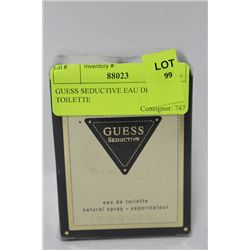 Lot #:
Inventory #:
88023
LOT
99
GUESS SEDUCTIVE EAU DI
TOILETTE
Consignor: 747
GUESS
SEDUCTIVE
eau de toilette
natural spray - vaporisateur